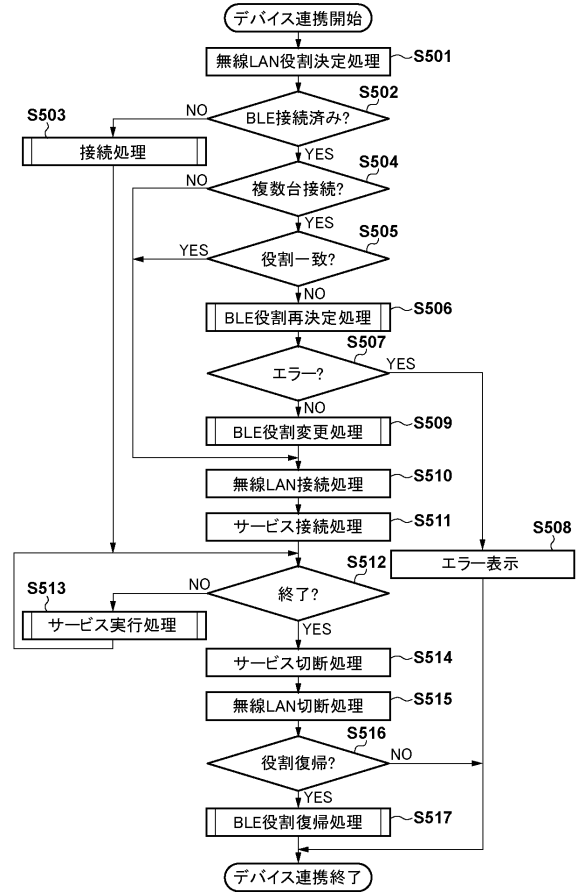 デバイス連携開始
無線LAN役割決定処理
S501
BLE接続済み?
S502
NO
YES
S503
接続処理
複数台接続?
S504
NO
YES
役割一致?
S505
YES
NO
BLE役割再決定処理
S506
エラー?
S507
YES
NO
BLE役割変更処理
S509
無線LAN接続処理
S510
サービス接続処理
S511
S508
エラー表示
終了?
S512
NO
YES
S513
サービス実行処理
サービス切断処理
S514
無線LAN切断処理
S515
役割復帰?
S516
NO
YES
BLE役割復帰処理
S517
デバイス連携終了